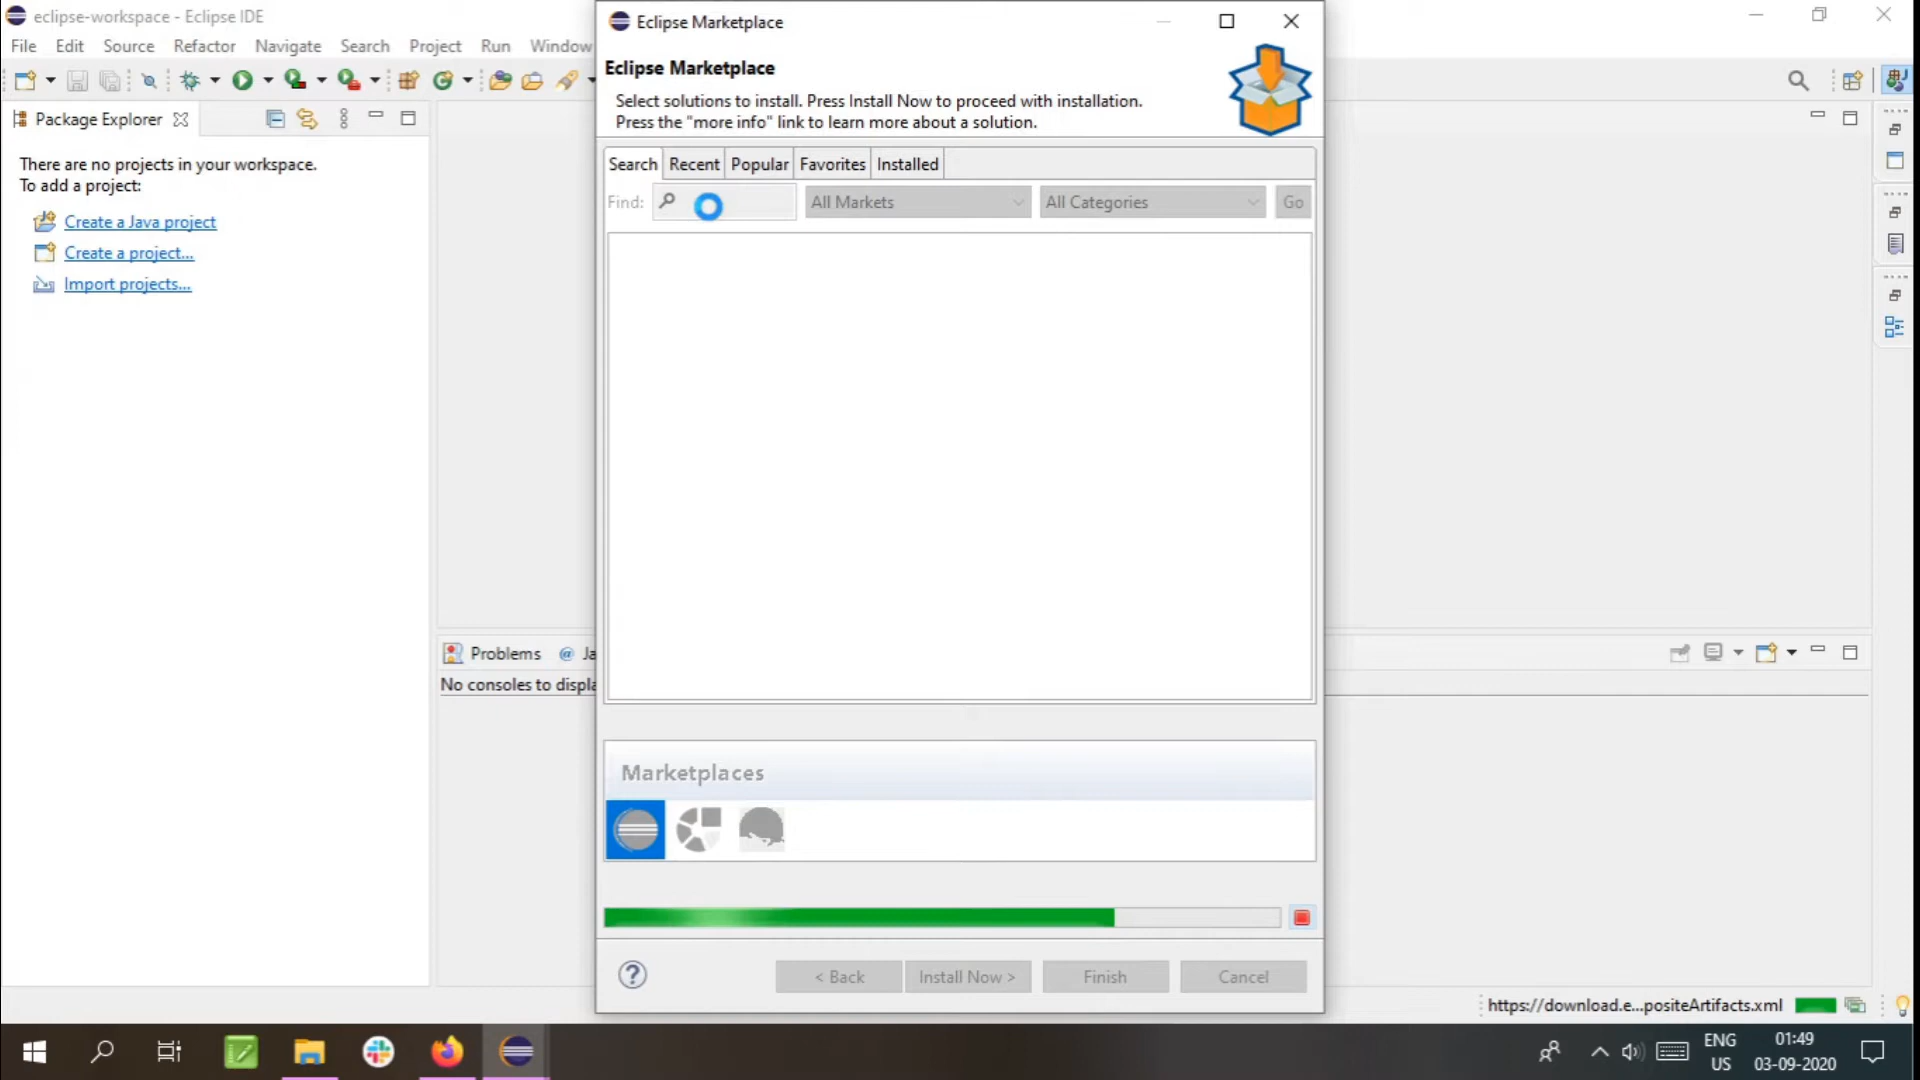 eclipse-workspace - Eclipse IDE
File Edit Source Refactor Navigate Search Project Run Window
Package Explorer
There are no projects in your workspace.
To add a project:
Create a Java project
Create a project...
Import projects...
Eclipse Marketplace
Eclipse Marketplace
Select solutions to install. Press Install Now to proceed with installation.
Press the "more info" link to learn more about a solution.
Search Recent Popular Favorites Installed
Find: All Markets All Categories Go
Problems @ Ja
No consoles to displa
Marketplaces
< Back Install Now > Finish Cancel
https://download.e...positeArtifacts.xml
ENG
US
01:49
03-09-2020